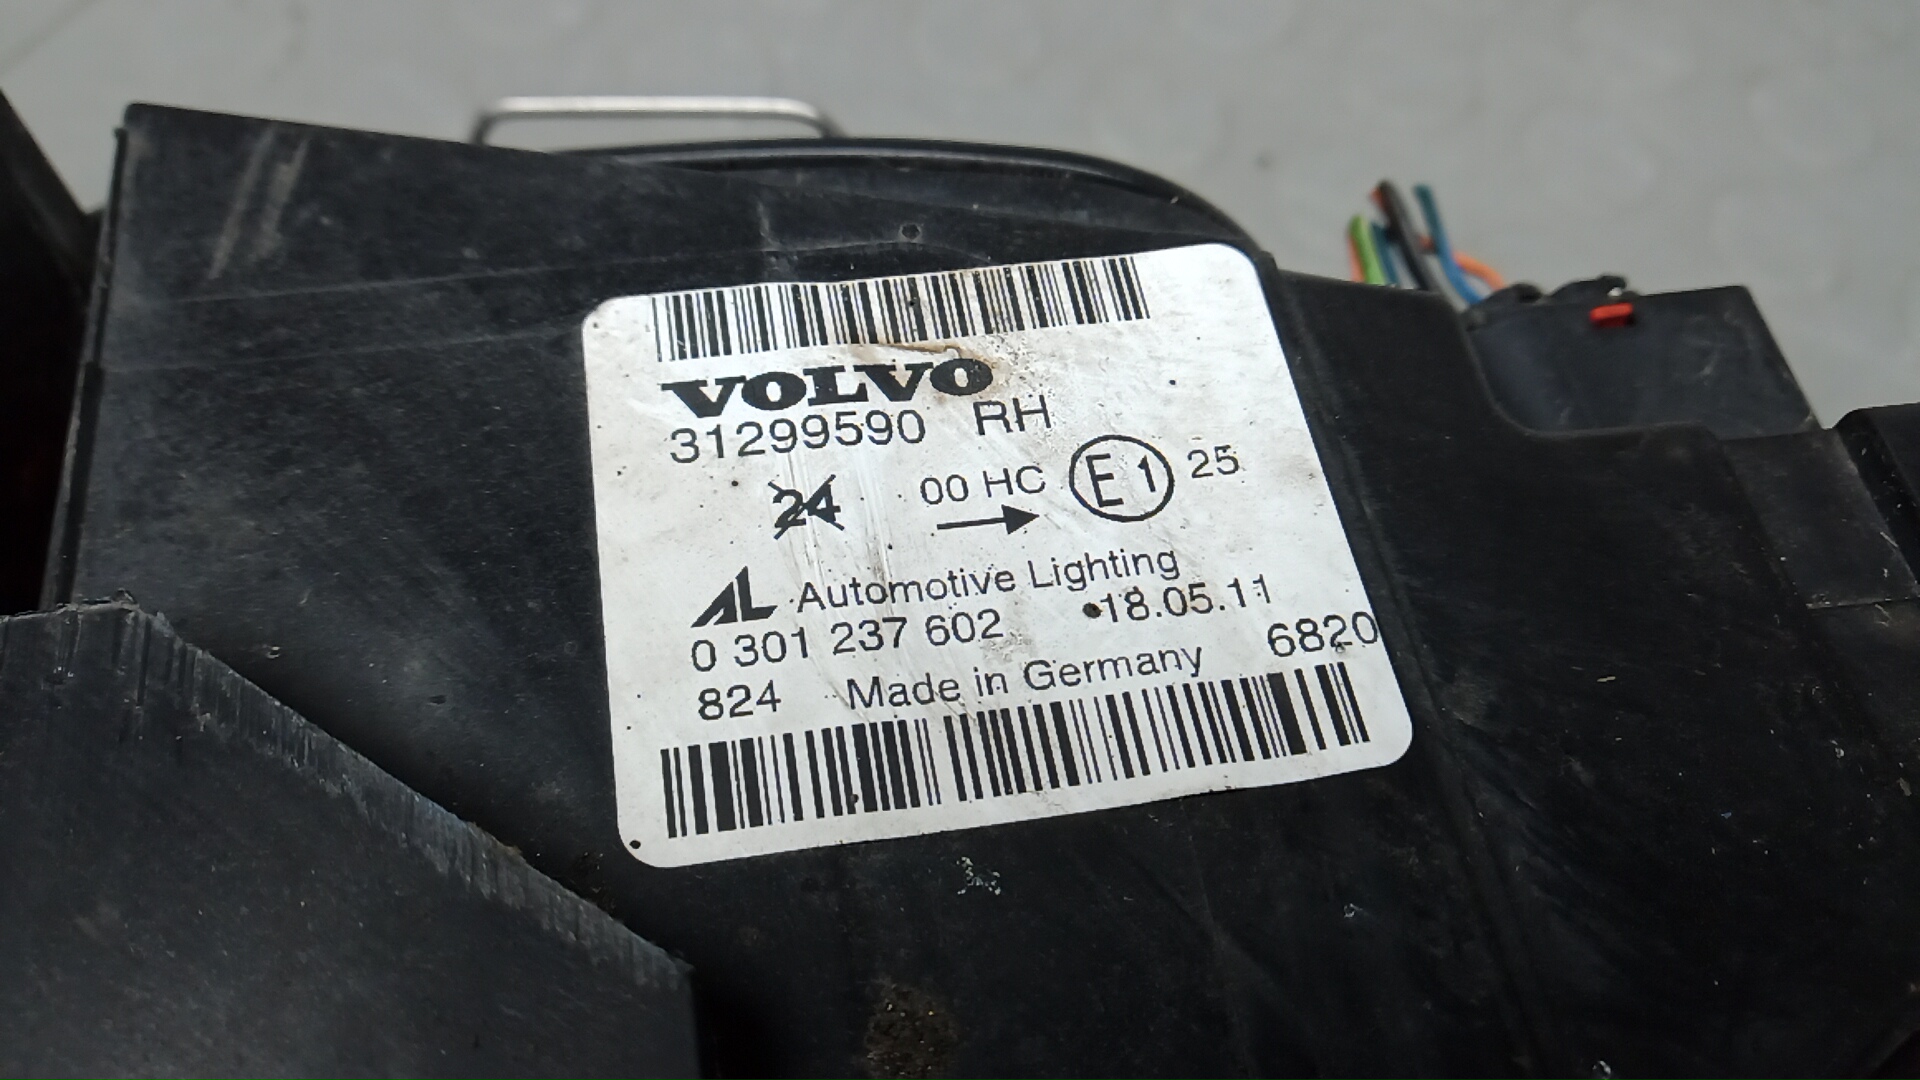 VOLVO
31299590 RH
24 00 HC E1 25
AL Automotive Lighting
0 301 237 602 18.05.11
824 Made in Germany 6820